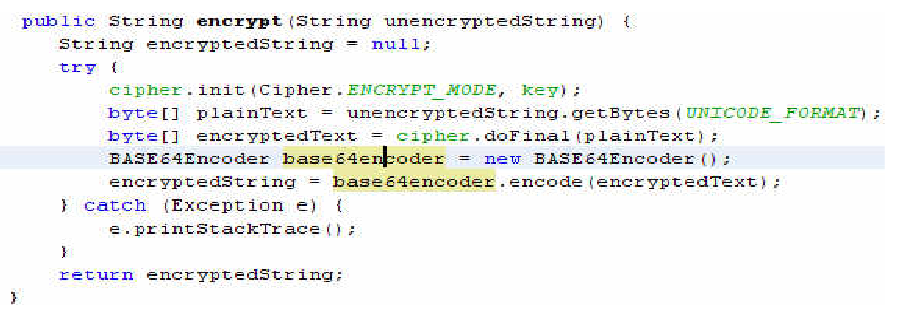 public String encrypt(String unencryptedString) {
String encryptedString = null;
try {
cipher.init(Cipher.ENCRYPT_MODE, key);
byte[] plainText = unencryptedString.getBytes(UNICODE_FORMAT);
byte[] encryptedText = cipher.doFinal(plainText);
BASE64Encoder base64encoder = new BASE64Encoder();
encryptedString = base64encoder.encode(encryptedText);
} catch (Exception e) {
e.printStackTrace();
}
return encryptedString;
}